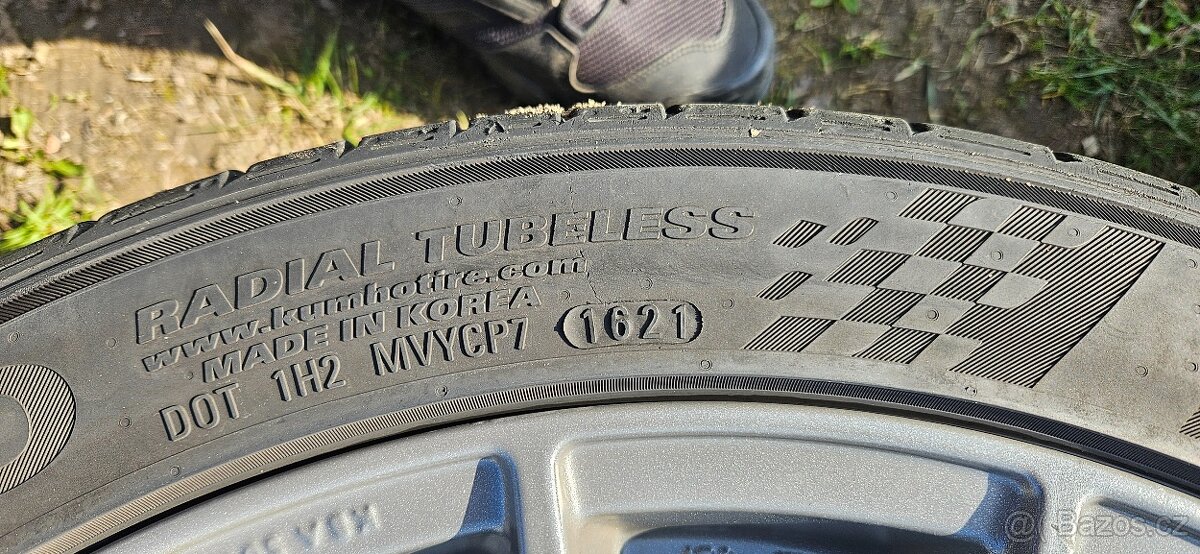 RADIAL TUBELESS
www.kumhotire.com
MADE IN KOREA
DOT 1H2 MVYCP7 1621
Bazos.cz